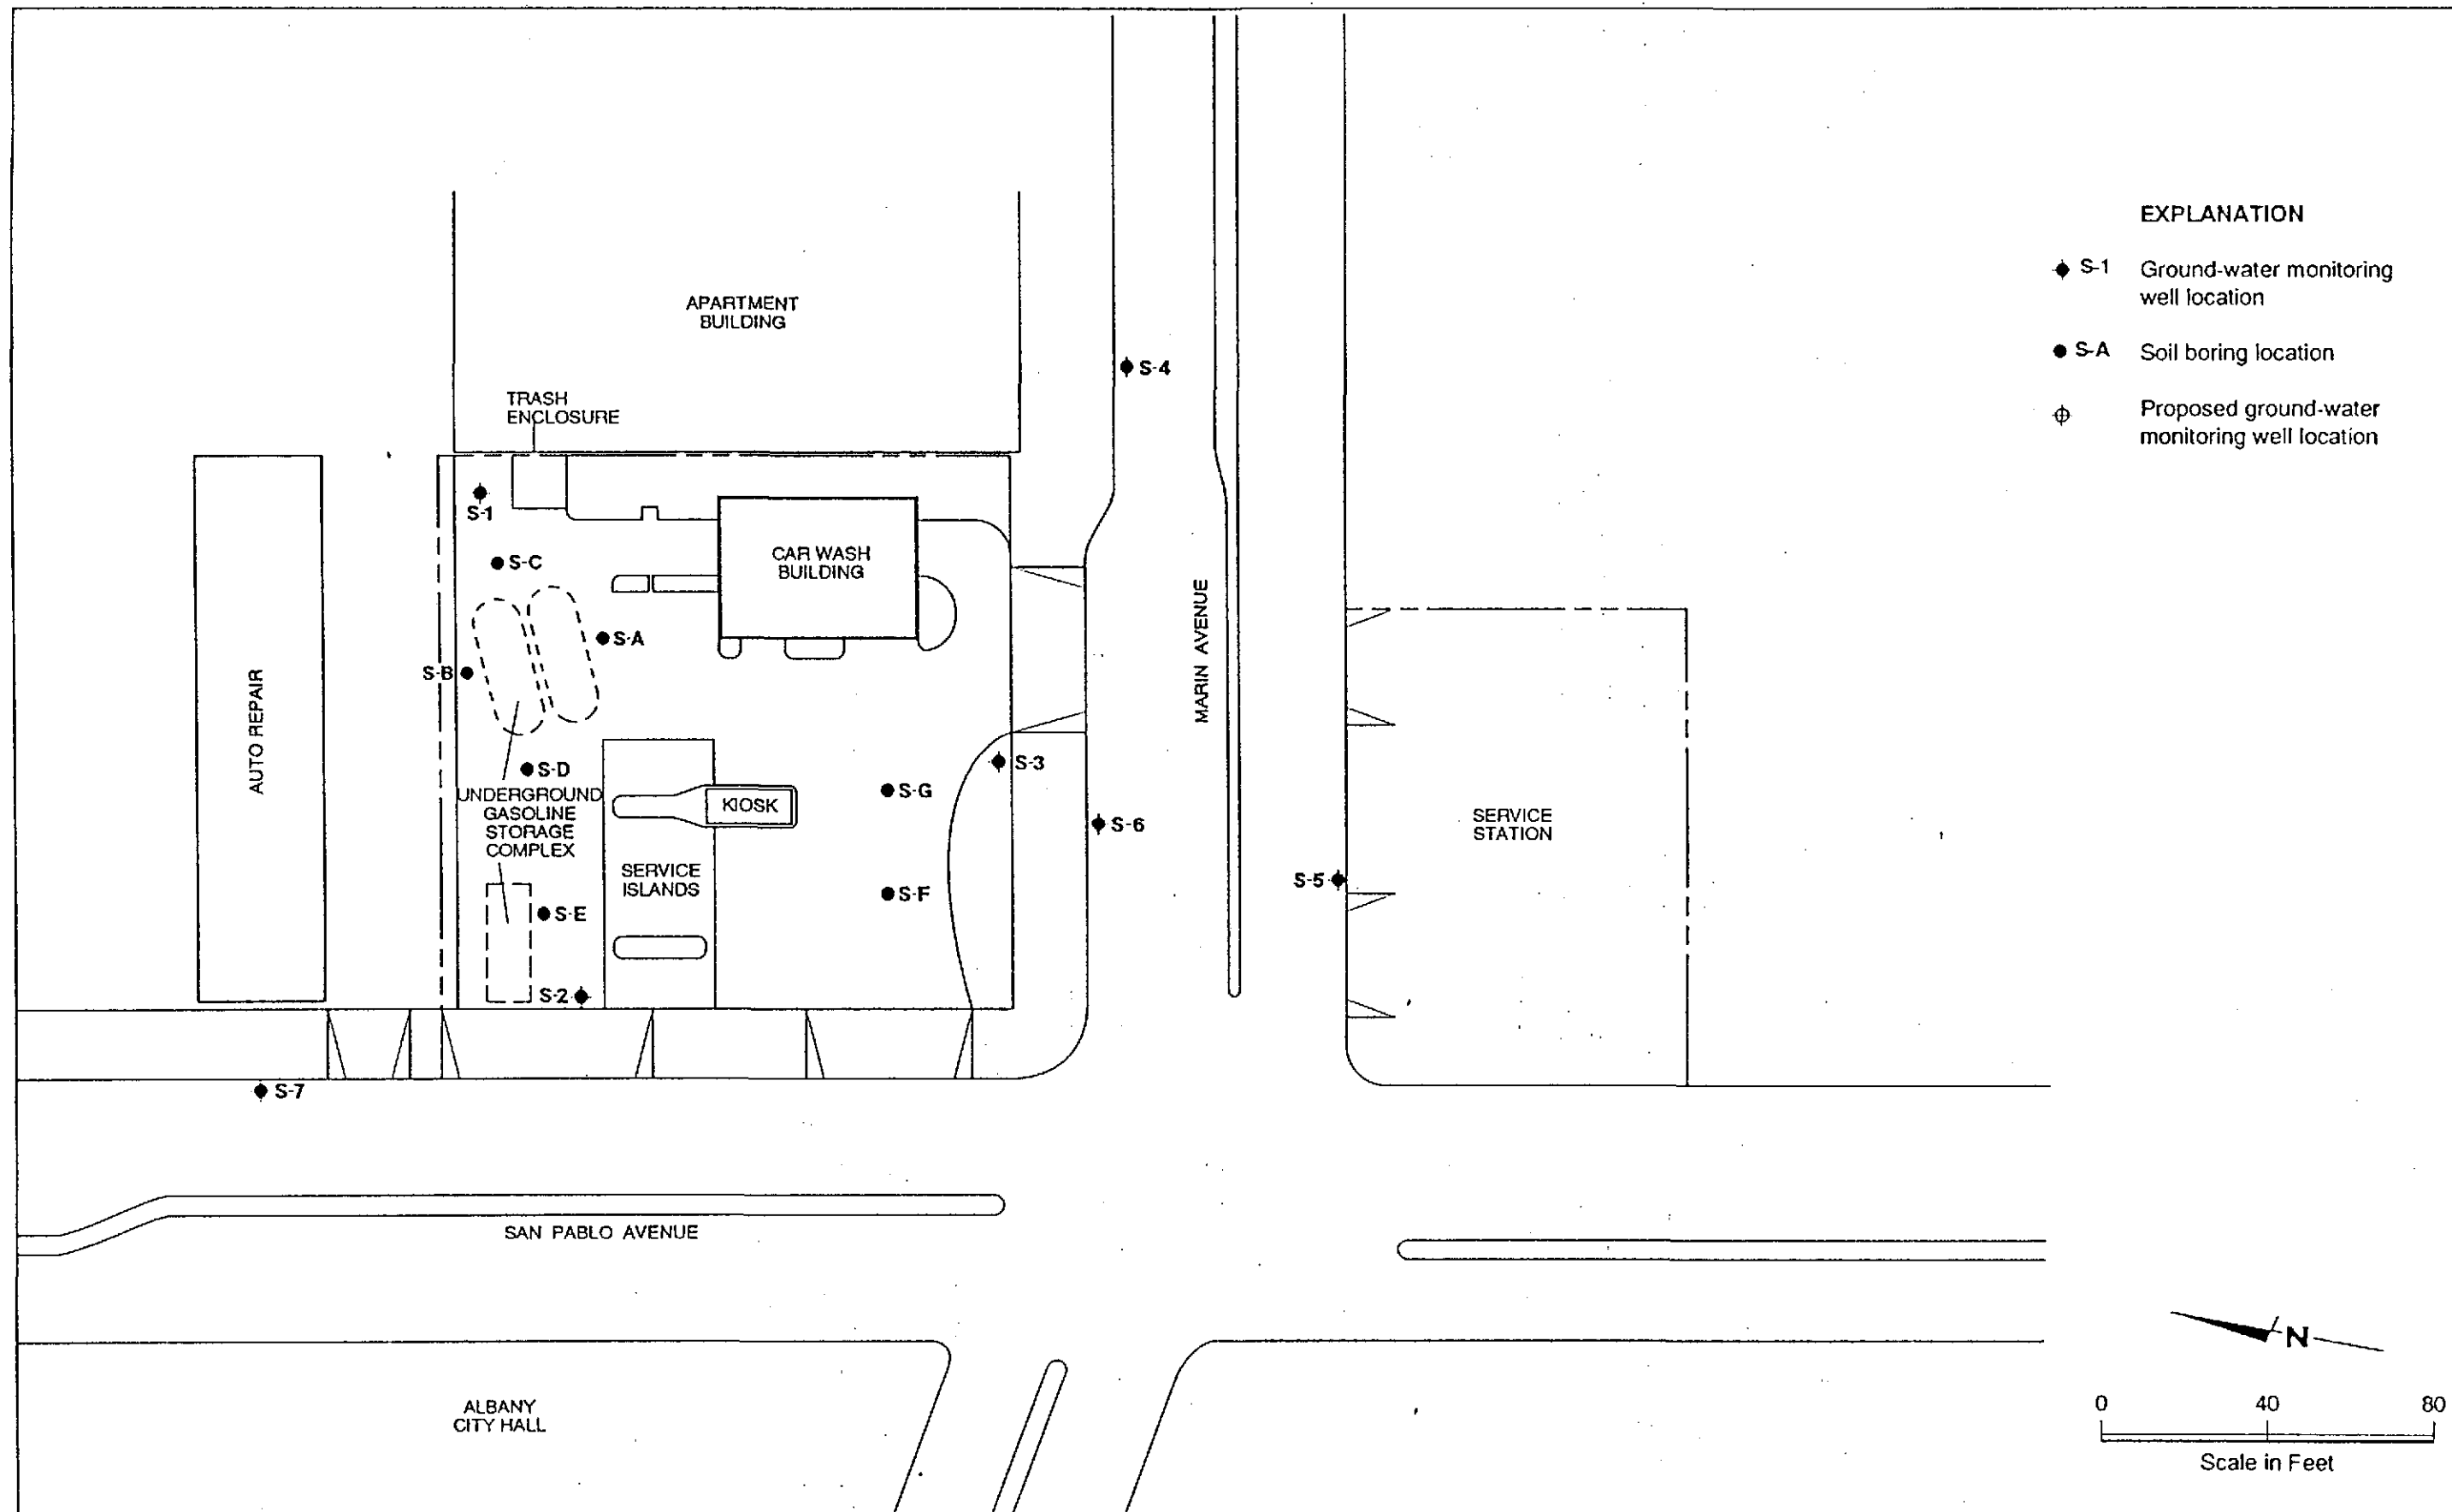 EXPLANATION
S-1 Ground-water monitoring
well location
S-A Soil boring location
Proposed ground-water
monitoring well location
APARTMENT
BUILDING
S-4
TRASH
ENCLOSURE
S-1
S-C
CAR WASH
BUILDING
S-A
S-B
MARIN AVENUE
AUTO REPAIR
S-D
S-3
UNDERGROUND
GASOLINE
STORAGE
COMPLEX
KIOSK
S-G
S-6
SERVICE
STATION
SERVICE
ISLANDS
S-5
S-F
S-E
S-2
S-7
SAN PABLO AVENUE
N
ALBANY
CITY HALL
0 40 80
Scale in Feet